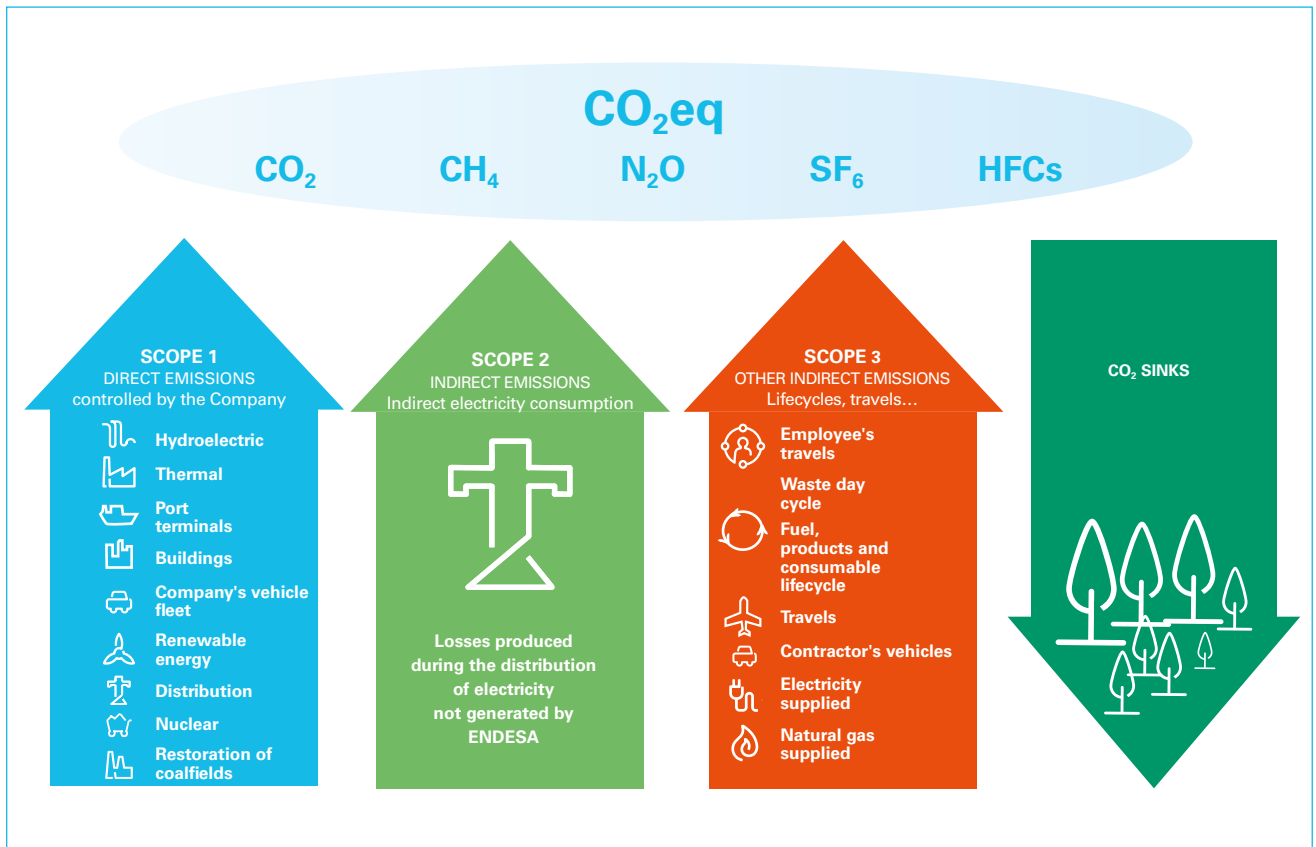 CO₂eq
CO₂ CH₄ N₂O SF₆ HFCs
SCOPE 1
DIRECT EMISSIONS
controlled by the Company
Hydroelectric
Thermal
Port
terminals
Buildings
Company's vehicle
fleet
Renewable
energy
Distribution
Nuclear
Restoration of
coalfields
SCOPE 2
INDIRECT EMISSIONS
Indirect electricity consumption
Losses produced
during the distribution
of electricity
not generated by
ENDESA
SCOPE 3
OTHER INDIRECT EMISSIONS
Lifecycles, travels...
Employee's
travels
Waste day
cycle
Fuel,
products and
consumable
lifecycle
Travels
Contractor's vehicles
Electricity
supplied
Natural gas
supplied
CO₂ SINKS